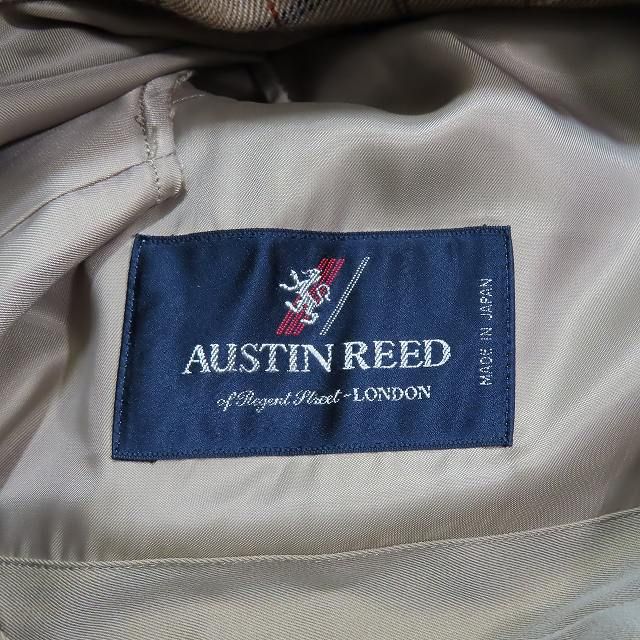 AUSTIN REED
of Regent Street ~ LONDON
MADE IN JAPAN